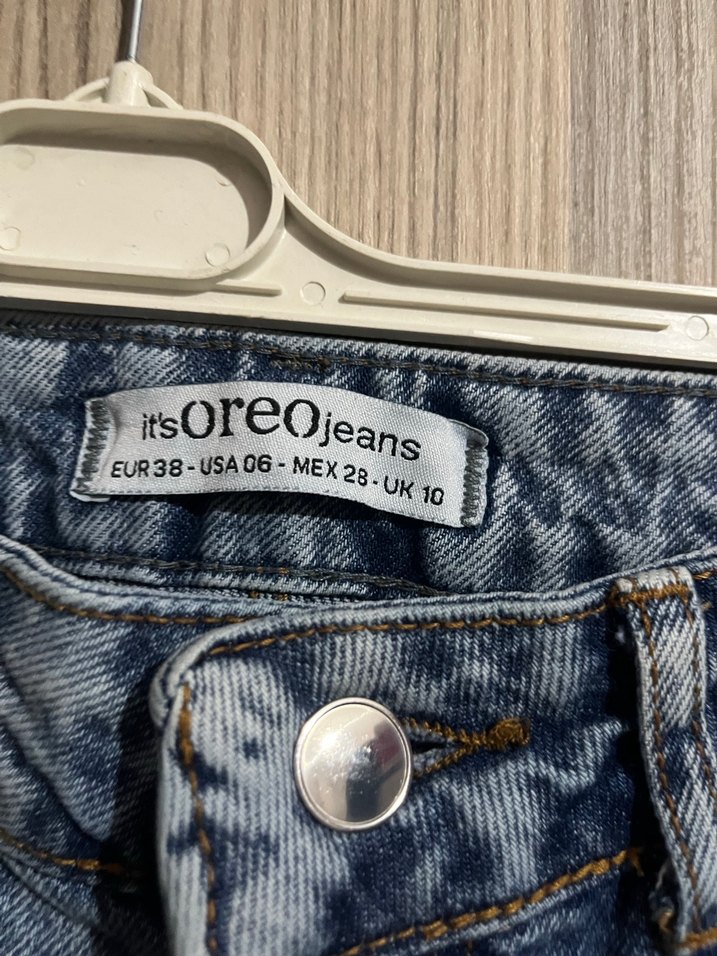 it's oreo jeans
EUR 38 - USA 06 - MEX 28 - UK 10